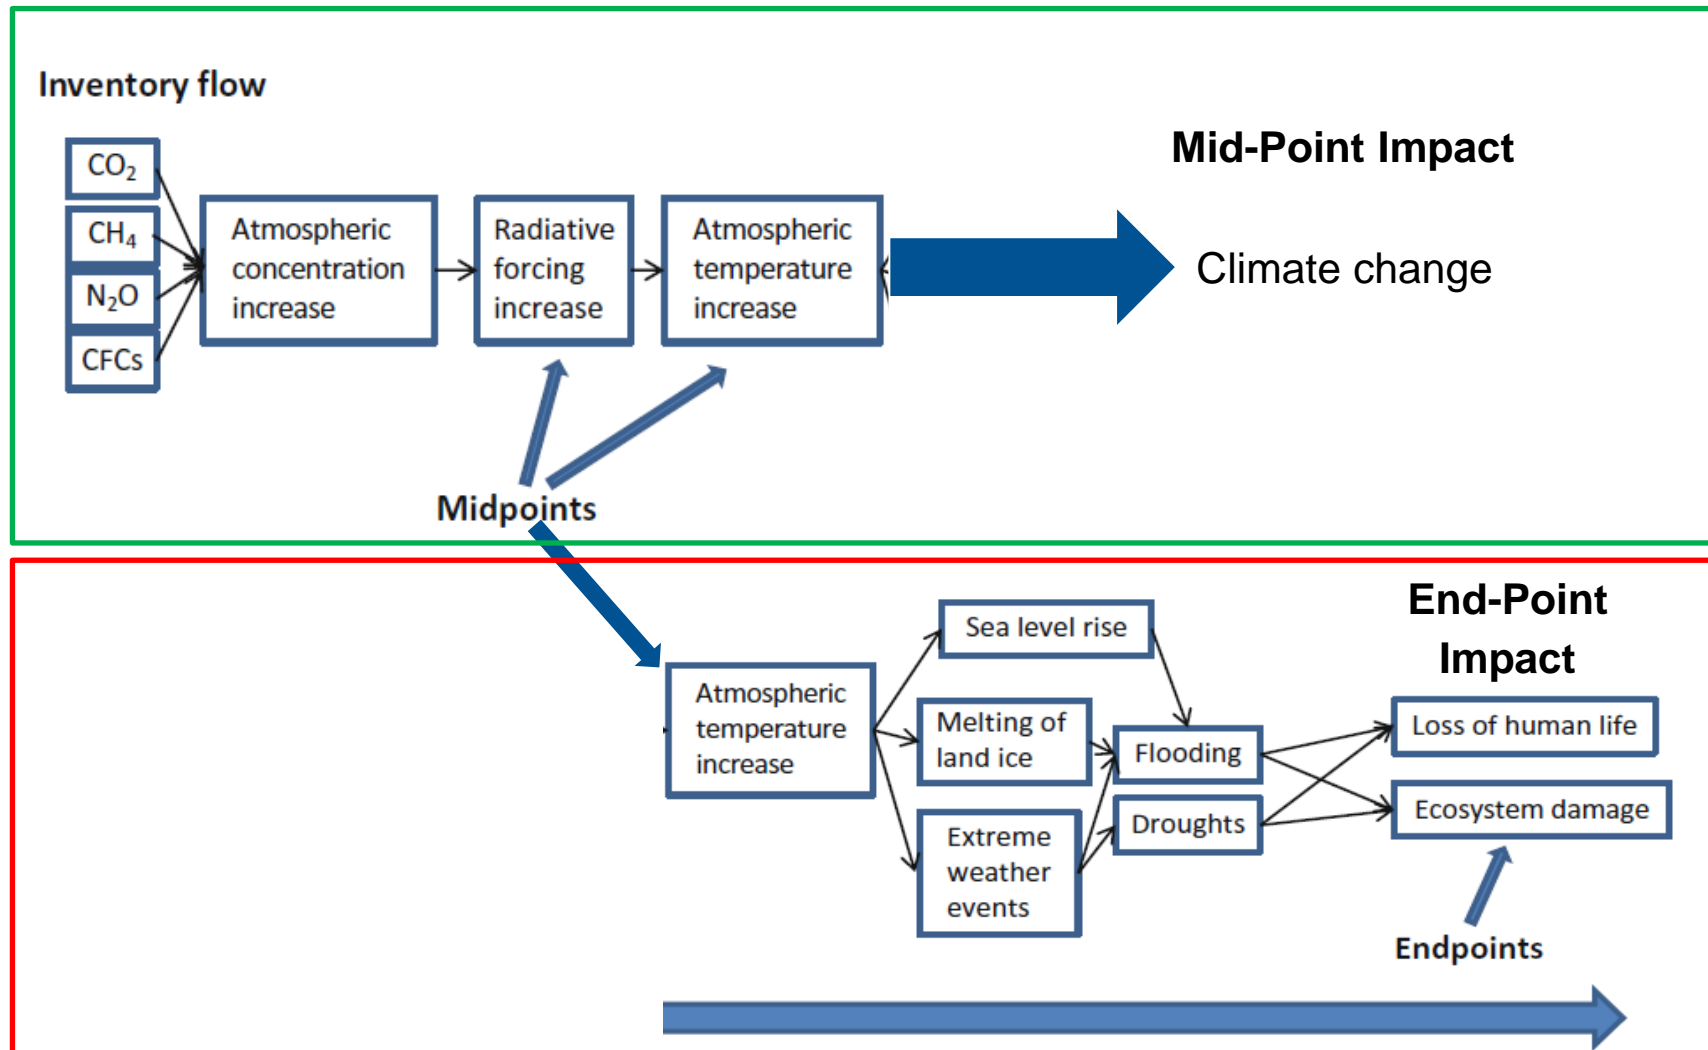 Inventory flow
CO₂
CH₄
N₂O
CFCs
Atmospheric
concentration
increase
Radiative
forcing
increase
Atmospheric
temperature
increase
Mid-Point Impact
Climate change
Midpoints
Atmospheric
temperature
increase
Sea level rise
Melting of
land ice
Extreme
weather
events
Flooding
Droughts
End-Point
Impact
Loss of human life
Ecosystem damage
Endpoints